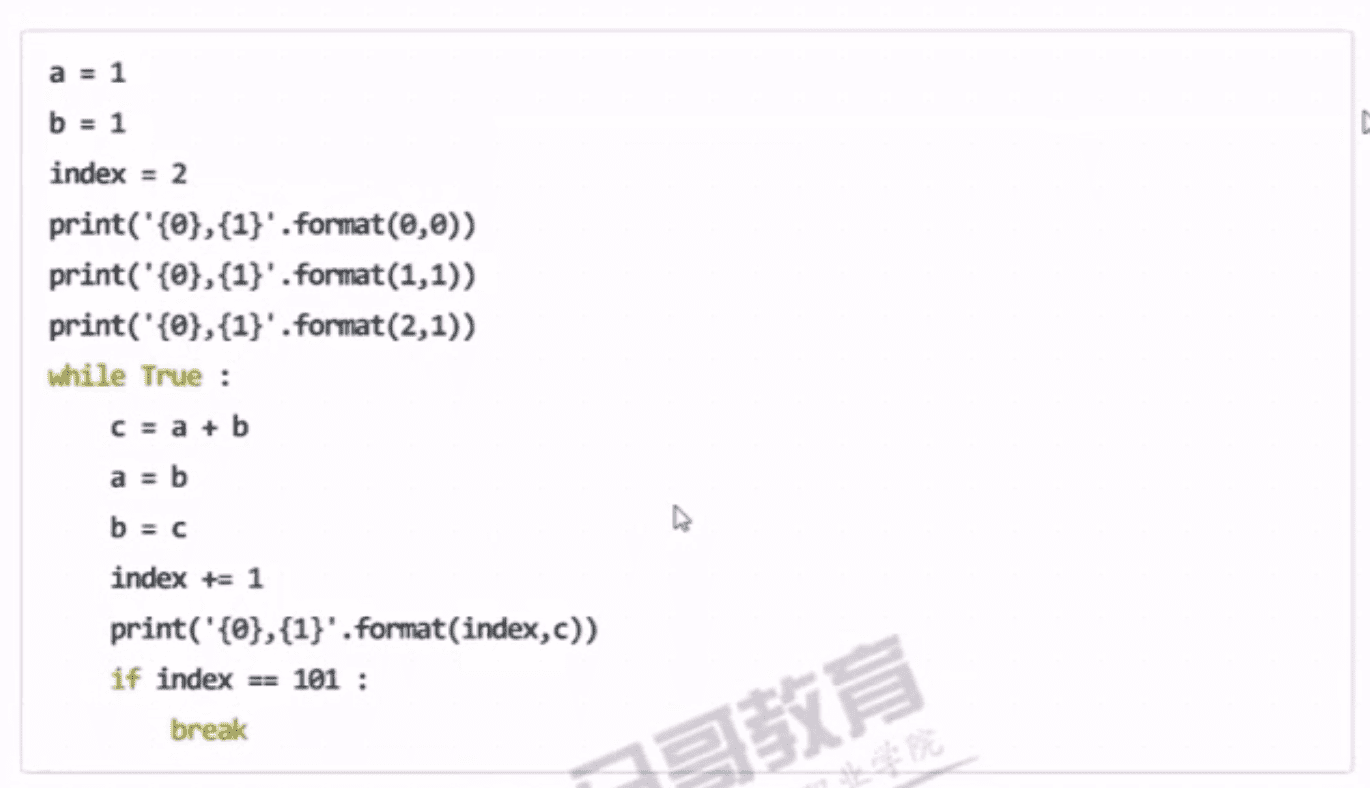 a = 1
b = 1
index = 2
print('{0},{1}'.format(0,0))
print('{0},{1}'.format(1,1))
print('{0},{1}'.format(2,1))
while True :
    c = a + b
    a = b
    b = c
    index += 1
    print('{0},{1}'.format(index,c))
    if index == 101 :
        break
哥教育
业学院